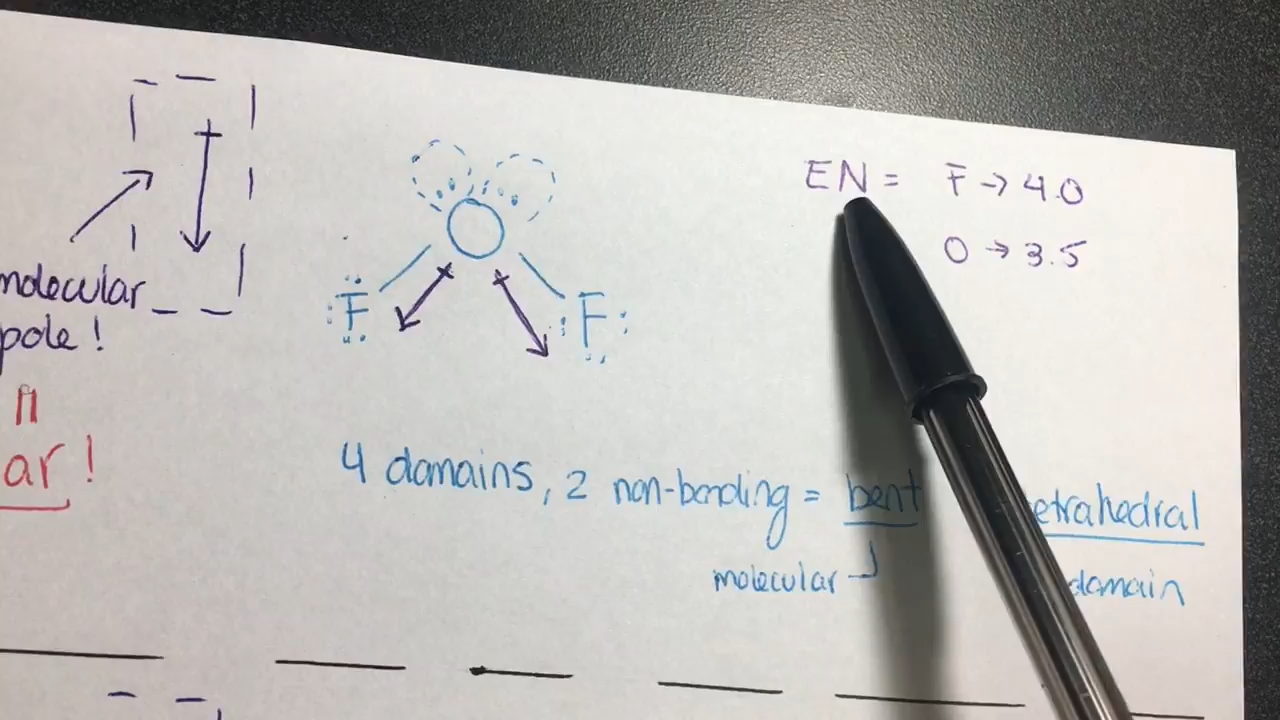 EN = F → 4.0
O → 3.5
O
:F F:
molecular
pole!
ar!
4 domains, 2 non-bonding = bent etrahedral
molecular domain